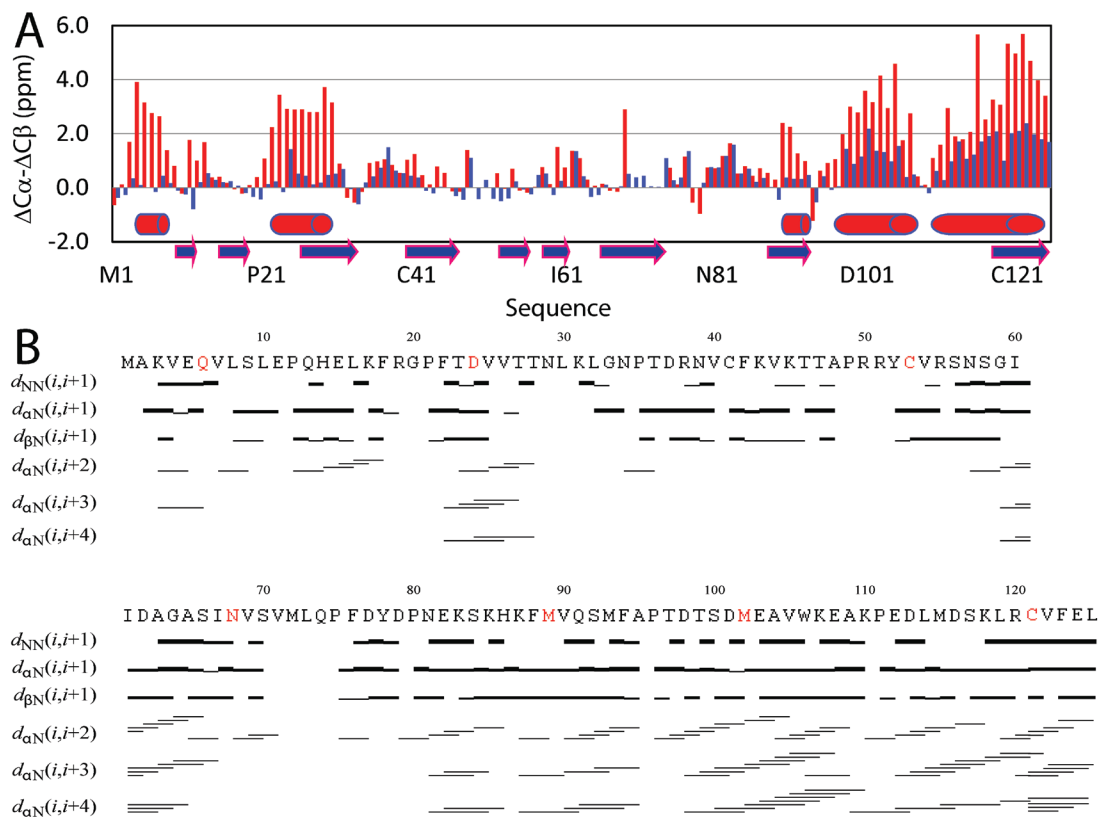 A
ΔCα-ΔCβ (ppm)
6.0
4.0
2.0
0.0
-2.0
M1 P21 C41 I61 N81 D101 C121
Sequence
B
10 20 30 40 50 60
MAKVEQVLSLEPQHELKFRGPFTDVVTTNLKLGNPTDRNVCFKVKTTAPRRYCVRSNSGI
dNN(i,i+1)
dαN(i,i+1)
dβN(i,i+1)
dαN(i,i+2)
dαN(i,i+3)
dαN(i,i+4)
70 80 90 100 110 120
IDAGASINVSVMLQPFDYDPNEKSKHKFMVQSMFAPTDTSDMEAVWKEAKPEDLMDSKLRCVFEL
dNN(i,i+1)
dαN(i,i+1)
dβN(i,i+1)
dαN(i,i+2)
dαN(i,i+3)
dαN(i,i+4)